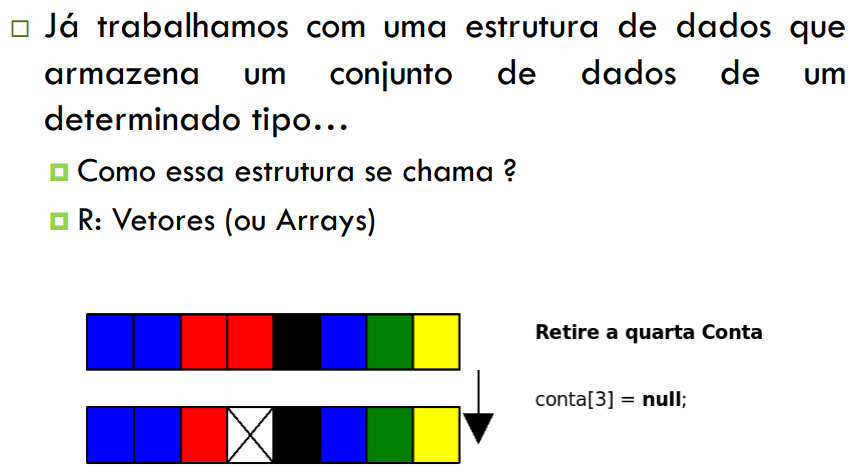 Já trabalhamos com uma estrutura de dados que
armazena um conjunto de dados de um
determinado tipo...
Como essa estrutura se chama ?
R: Vetores (ou Arrays)
Retire a quarta Conta
conta[3] = null;